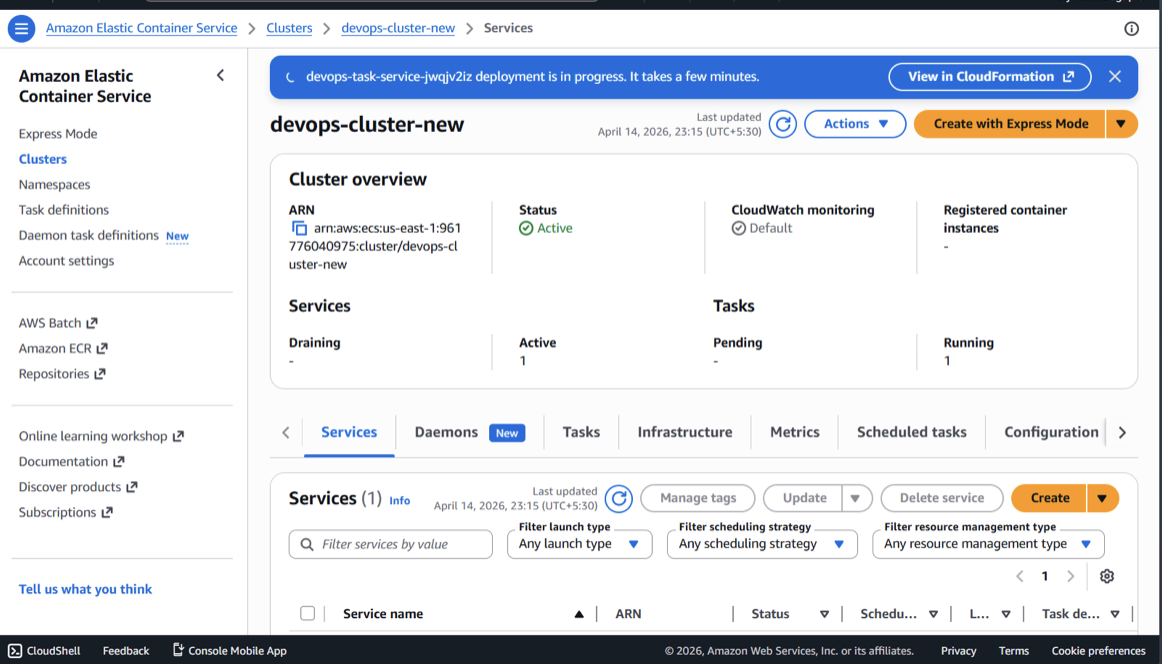 Amazon Elastic Container Service > Clusters > devops-cluster-new > Services
Amazon Elastic
Container Service
Express Mode
Clusters
Namespaces
Task definitions
Daemon task definitions New
Account settings
AWS Batch
Amazon ECR
Repositories
Online learning workshop
Documentation
Discover products
Subscriptions
Tell us what you think
devops-task-service-jwqjv2iz deployment is in progress. It takes a few minutes.
View in CloudFormation
devops-cluster-new
Last updated
April 14, 2026, 23:15 (UTC+5:30)
Actions
Create with Express Mode
Cluster overview
ARN
arn:aws:ecs:us-east-1:961
776040975:cluster/devops-cl
uster-new
Status
Active
CloudWatch monitoring
Default
Registered container
instances
-
Services
Tasks
Draining
-
Active
1
Pending
-
Running
1
Services
Daemons New
Tasks
Infrastructure
Metrics
Scheduled tasks
Configuration
Services (1) Info
Last updated
April 14, 2026, 23:15 (UTC+5:30)
Manage tags
Update
Delete service
Create
Filter services by value
Filter launch type
Any launch type
Filter scheduling strategy
Any scheduling strategy
Filter resource management type
Any resource management type
1
Service name
ARN
Status
Schedu...
L...
Task de...
CloudShell
Feedback
Console Mobile App
© 2026, Amazon Web Services, Inc. or its affiliates.
Privacy
Terms
Cookie preferences